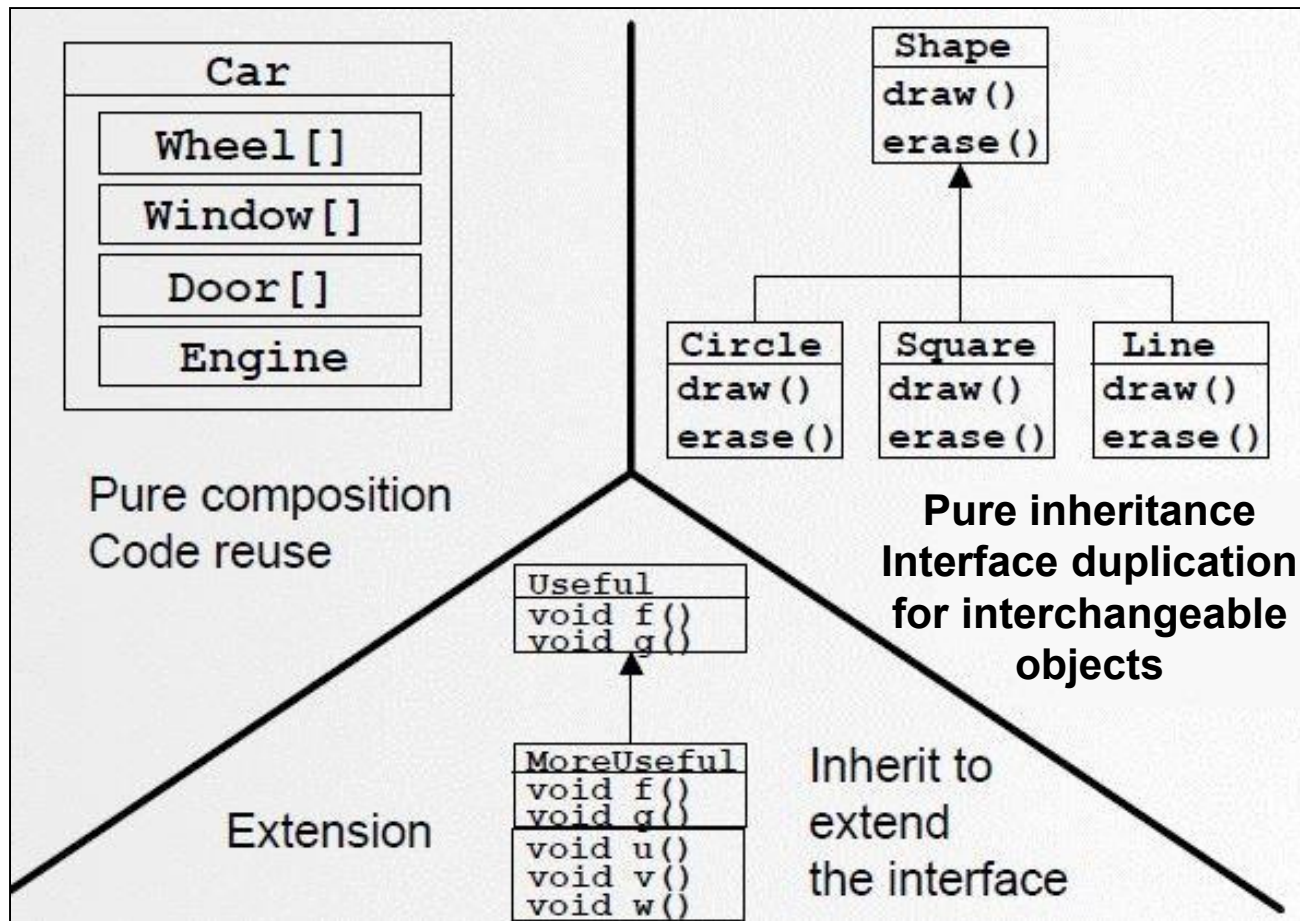 Car
Wheel[]
Window[]
Door[]
Engine
Pure composition
Code reuse
Shape
draw()
erase()
Circle
draw()
erase()
Square
draw()
erase()
Line
draw()
erase()
Pure inheritance
Interface duplication
for interchangeable
objects
Useful
void f()
void g()
MoreUseful
void f()
void g()
void u()
void v()
void w()
Extension
Inherit to
extend
the interface